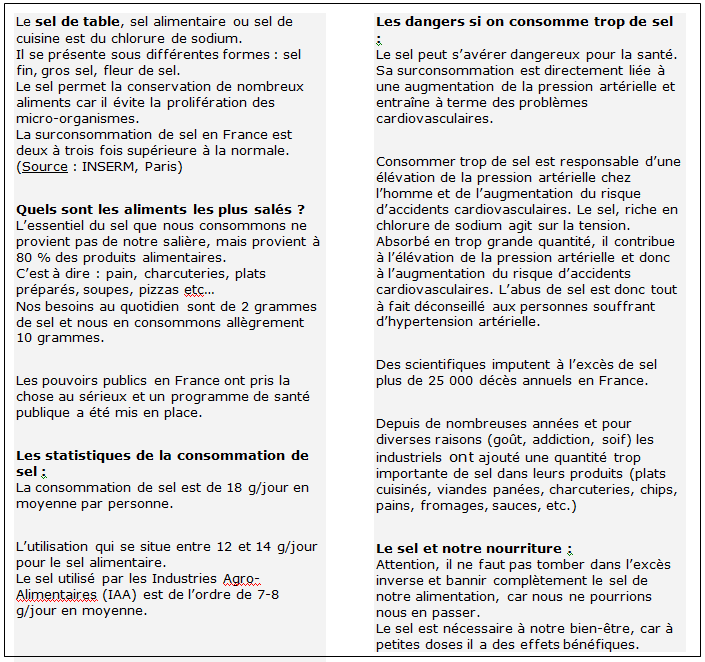 Le sel de table, sel alimentaire ou sel de
cuisine est du chlorure de sodium.
Il se présente sous différentes formes : sel
fin, gros sel, fleur de sel.
Le sel permet la conservation de nombreux
aliments car il évite la prolifération des
micro-organismes.
La surconsommation de sel en France est
deux à trois fois supérieure à la normale.
(Source : INSERM, Paris)
Quels sont les aliments les plus salés ?
L’essentiel du sel que nous consommons ne
provient pas de notre salière, mais provient à
80 % des produits alimentaires.
C’est à dire : pain, charcuteries, plats
préparés, soupes, pizzas etc…
Nos besoins au quotidien sont de 2 grammes
de sel et nous en consommons allègrement
10 grammes.
Les pouvoirs publics en France ont pris la
chose au sérieux et un programme de santé
publique a été mis en place.
Les statistiques de la consommation de
sel :
La consommation de sel est de 18 g/jour en
moyenne par personne.
L’utilisation qui se situe entre 12 et 14 g/jour
pour le sel alimentaire.
Le sel utilisé par les Industries Agro-
Alimentaires (IAA) est de l’ordre de 7-8
g/jour en moyenne.
Les dangers si on consomme trop de sel
:
Le sel peut s’avérer dangereux pour la santé.
Sa surconsommation est directement liée à
une augmentation de la pression artérielle et
entraîne à terme des problèmes
cardiovasculaires.
Consommer trop de sel est responsable d’une
élévation de la pression artérielle chez
l’homme et de l’augmentation du risque
d’accidents cardiovasculaires. Le sel, riche en
chlorure de sodium agit sur la tension.
Absorbé en trop grande quantité, il contribue
à l’élévation de la pression artérielle et donc
à l’augmentation du risque d’accidents
cardiovasculaires. L’abus de sel est donc tout
à fait déconseillé aux personnes souffrant
d’hypertension artérielle.
Des scientifiques imputent à l’excès de sel
plus de 25 000 décès annuels en France.
Depuis de nombreuses années et pour
diverses raisons (goût, addiction, soif) les
industriels ont ajouté une quantité trop
importante de sel dans leurs produits (plats
cuisinés, viandes panées, charcuteries, chips,
pains, fromages, sauces, etc.)
Le sel et notre nourriture :
Attention, il ne faut pas tomber dans l’excès
inverse et bannir complètement le sel de
notre alimentation, car nous ne pourrions
nous en passer.
Le sel est nécessaire à notre bien-être, car à
petites doses il a des effets bénéfiques.